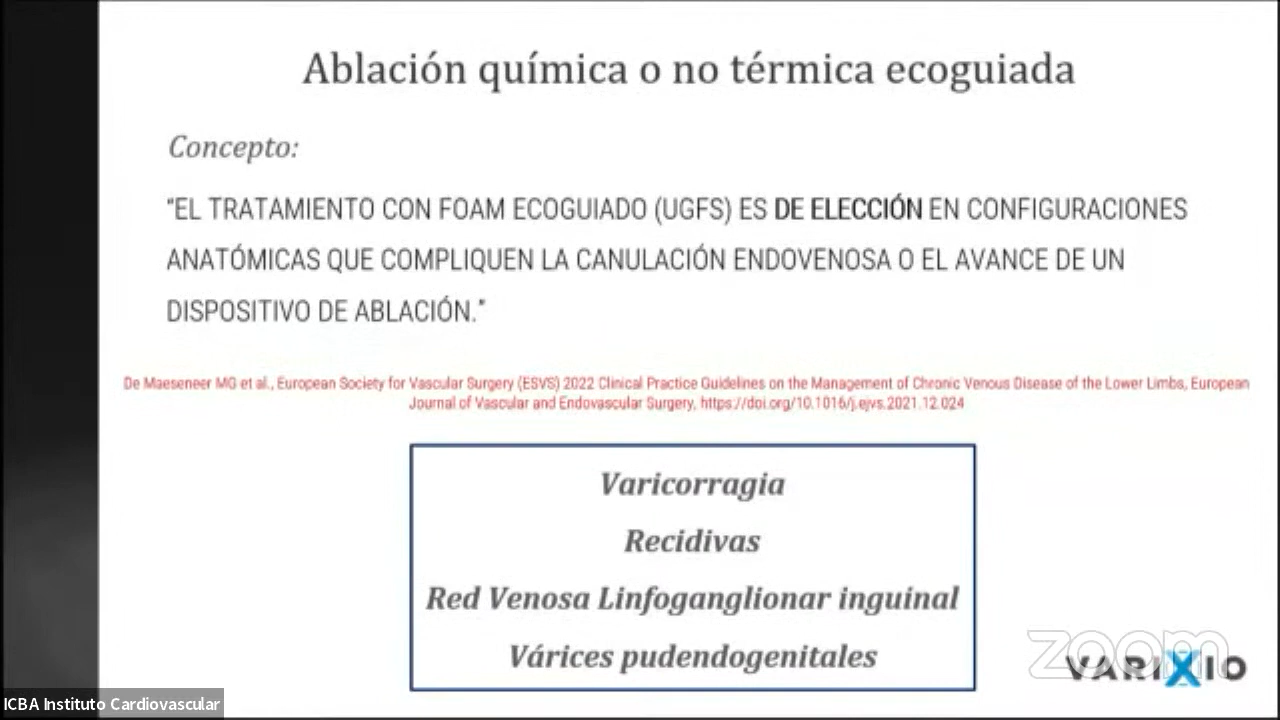 Ablación química o no térmica ecoguiada
Concepto:
"EL TRATAMIENTO CON FOAM ECOGUIADO (UGFS) ES DE ELECCIÓN EN CONFIGURACIONES
ANATÓMICAS QUE COMPLIQUEN LA CANULACIÓN ENDOVENOSA O EL AVANCE DE UN
DISPOSITIVO DE ABLACIÓN."
De Maeseneer MG et al., European Society for Vascular Surgery (ESVS) 2022 Clinical Practice Guidelines on the Management of Chronic Venous Disease of the Lower Limbs, European
Journal of Vascular and Endovascular Surgery, https://doi.org/10.1016/j.ejvs.2021.12.024
Varicorragia
Recidivas
Red Venosa Linfoganglionar inguinal
Várices pudendogenitales
zoom
VARIXIO
ICBA Instituto Cardiovascular